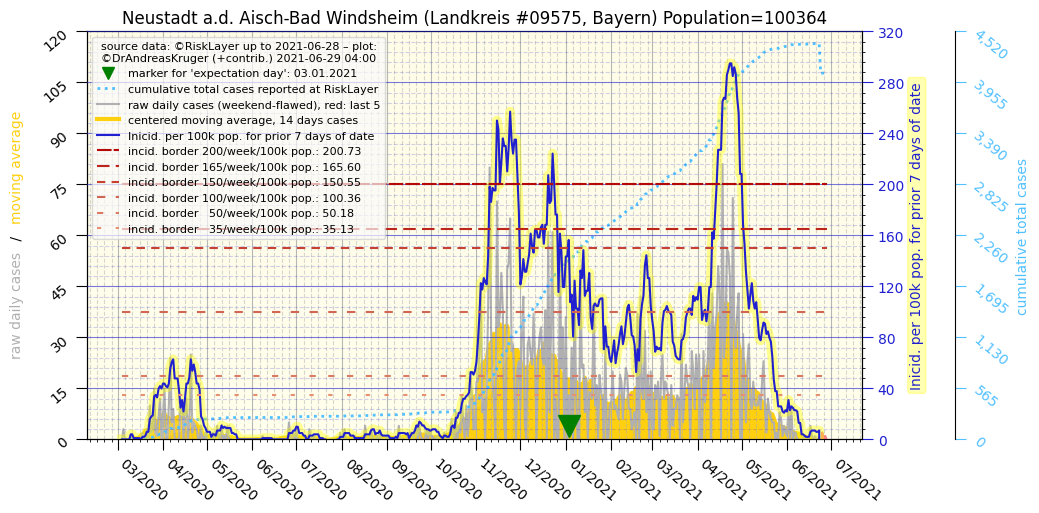 Neustadt a.d. Aisch-Bad Windsheim (Landkreis #09575, Bayern) Population=100364
source data: ©RiskLayer up to 2021-06-28 – plot:
©DrAndreasKruger (+contrib.) 2021-06-29 04:00
marker for 'expectation day': 03.01.2021
cumulative total cases reported at RiskLayer
raw daily cases (weekend-flawed), red: last 5
centered moving average, 14 days cases
Inicid. per 100k pop. for prior 7 days of date
incid. border 200/week/100k pop.: 200.73
incid. border 165/week/100k pop.: 165.60
incid. border 150/week/100k pop.: 150.55
incid. border 100/week/100k pop.: 100.36
incid. border   50/week/100k pop.: 50.18
incid. border   35/week/100k pop.: 35.13
raw daily cases / moving average
120
105
90
75
60
45
30
15
0
03/2020
04/2020
05/2020
06/2020
07/2020
08/2020
09/2020
10/2020
11/2020
12/2020
01/2021
02/2021
03/2021
04/2021
05/2021
06/2021
07/2021
320
280
240
200
160
120
80
40
0
Inicid. per 100k pop. for prior 7 days of date
4,520
3,955
3,390
2,825
2,260
1,695
1,130
565
0
cumulative total cases